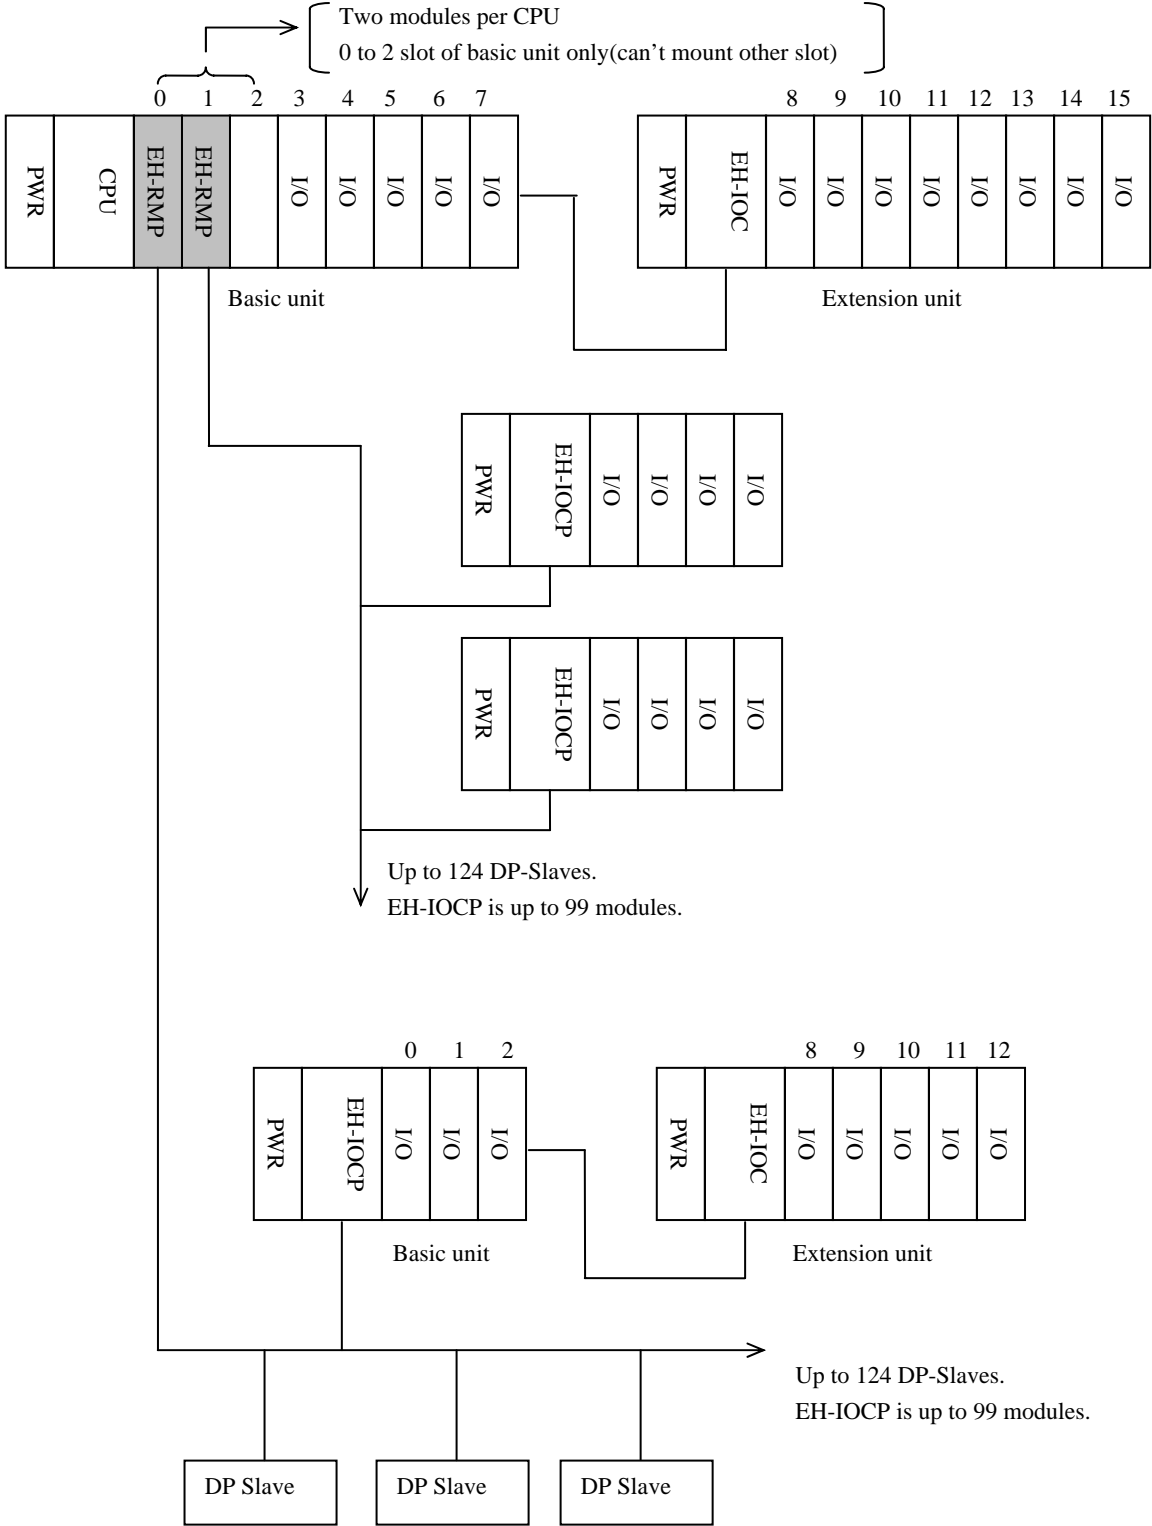 Two modules per CPU
0 to 2 slot of basic unit only(can't mount other slot)
0 1 2 3 4 5 6 7
8 9 10 11 12 13 14 15
PWR CPU EH-RMP EH-RMP I/O I/O I/O I/O I/O
PWR EH-IOC I/O I/O I/O I/O I/O I/O I/O I/O
Basic unit
Extension unit
PWR EH-IOCP I/O I/O I/O I/O
PWR EH-IOCP I/O I/O I/O I/O
Up to 124 DP-Slaves.
EH-IOCP is up to 99 modules.
0 1 2
8 9 10 11 12
PWR EH-IOCP I/O I/O I/O
PWR EH-IOC I/O I/O I/O I/O I/O
Basic unit
Extension unit
Up to 124 DP-Slaves.
EH-IOCP is up to 99 modules.
DP Slave
DP Slave
DP Slave